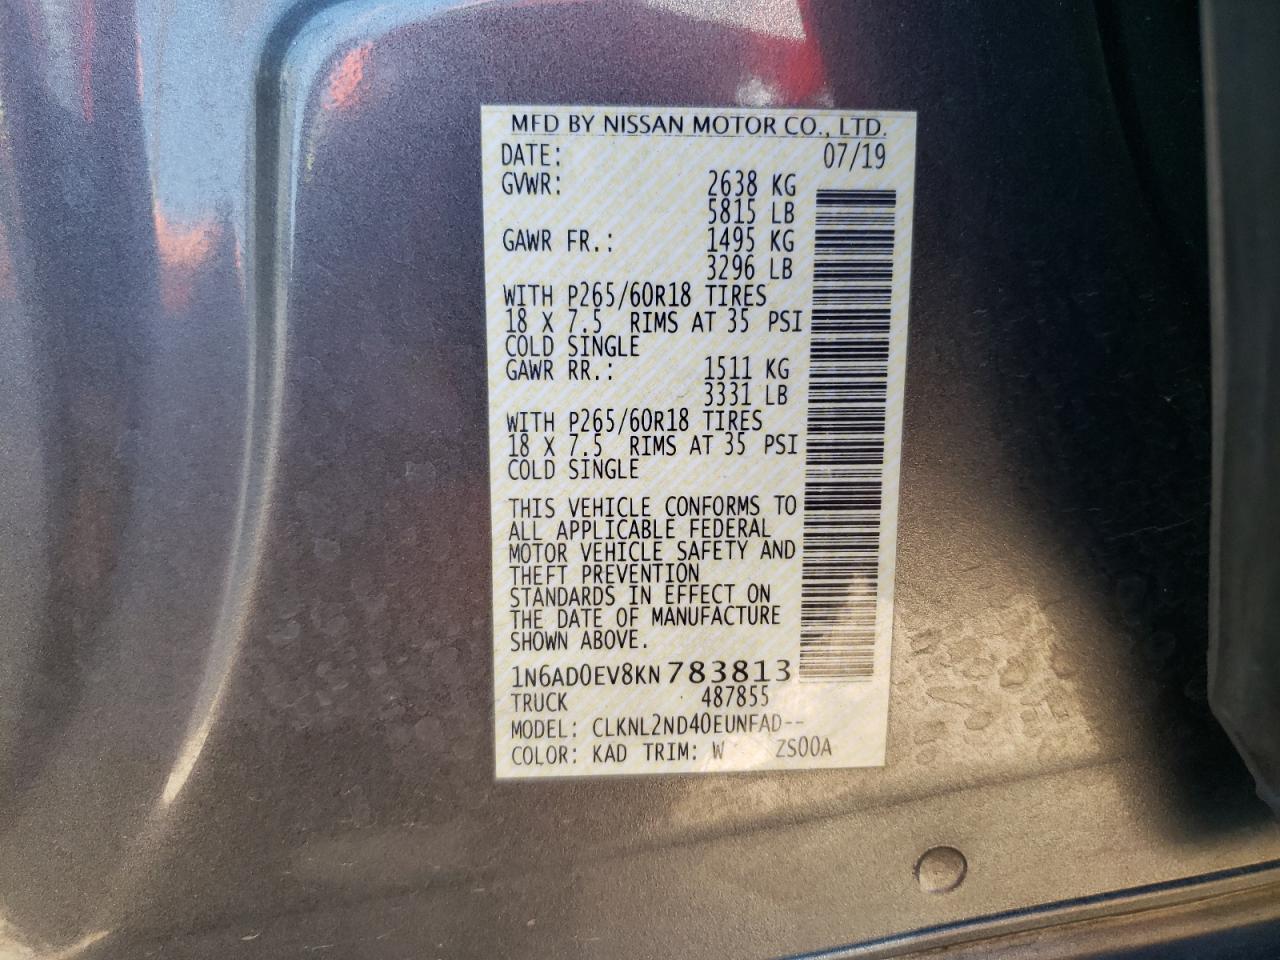 MFD BY NISSAN MOTOR CO., LTD.
DATE: 07/19
GVWR: 2638 KG
5815 LB
GAWR FR.: 1495 KG
3296 LB
WITH P265/60R18 TIRES
18 X 7.5 RIMS AT 35 PSI
COLD SINGLE
GAWR RR.: 1511 KG
3331 LB
WITH P265/60R18 TIRES
18 X 7.5 RIMS AT 35 PSI
COLD SINGLE
THIS VEHICLE CONFORMS TO
ALL APPLICABLE FEDERAL
MOTOR VEHICLE SAFETY AND
THEFT PREVENTION
STANDARDS IN EFFECT ON
THE DATE OF MANUFACTURE
SHOWN ABOVE.
1N6AD0EV8KN 783813
TRUCK 487855
MODEL: CLKNL2ND40EUNFAD--
COLOR: KAD TRIM: W ZS00A